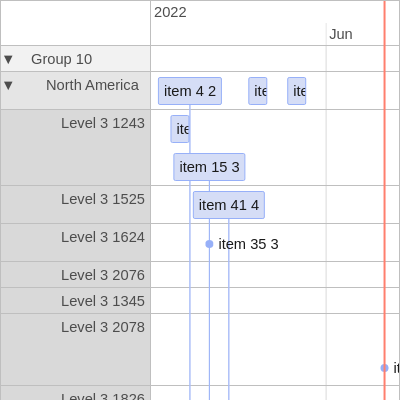 2022
Jun
▼ Group 10
▼ North America
item 4 2
ite
ite
Level 3 1243
ite
item 15 3
Level 3 1525
item 41 4
Level 3 1624
item 35 3
Level 3 2076
Level 3 1345
Level 3 2078
it
Level 3 1826